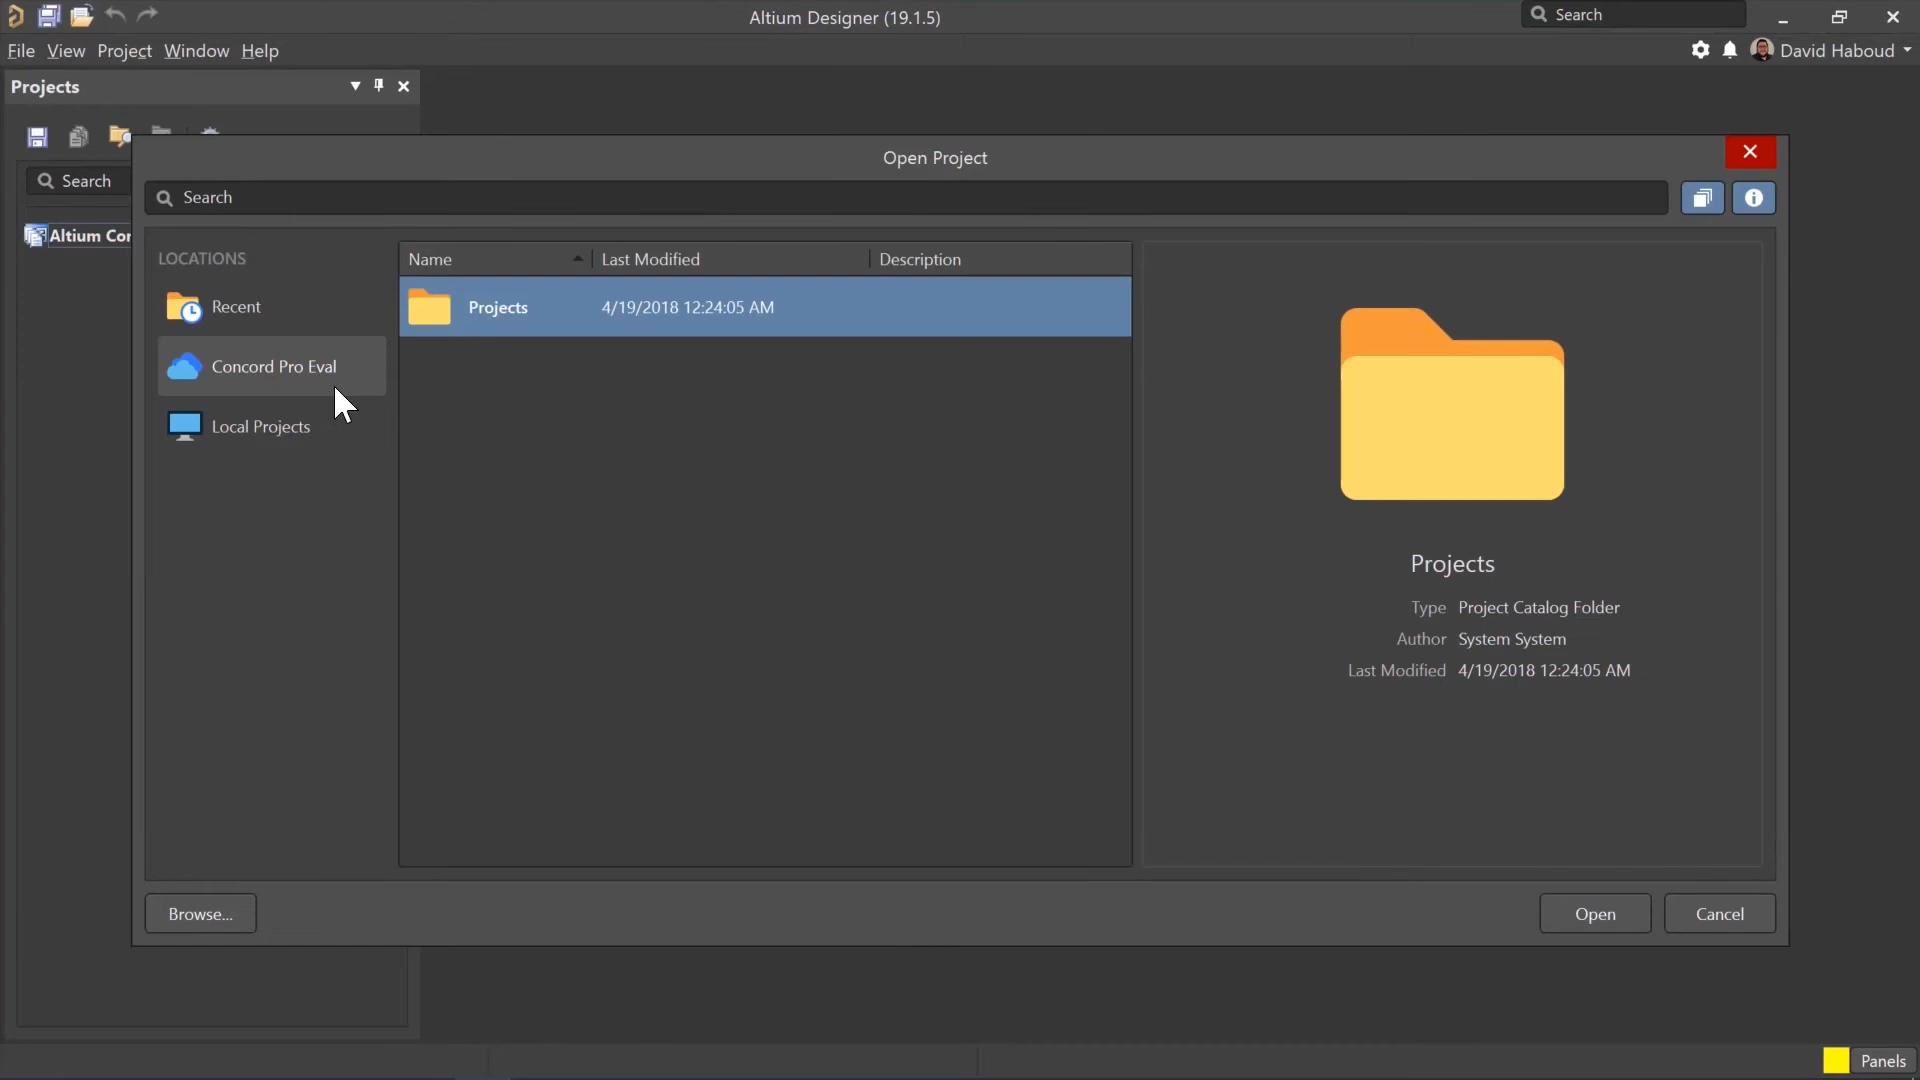 Altium Designer (19.1.5)
Search
File View Project Window Help
David Haboud
Projects
Search
Altium Cor
Open Project
Search
LOCATIONS
Recent
Concord Pro Eval
Local Projects
Name Last Modified Description
Projects 4/19/2018 12:24:05 AM
Projects
Type Project Catalog Folder
Author System System
Last Modified 4/19/2018 12:24:05 AM
Browse... Open Cancel
Panels